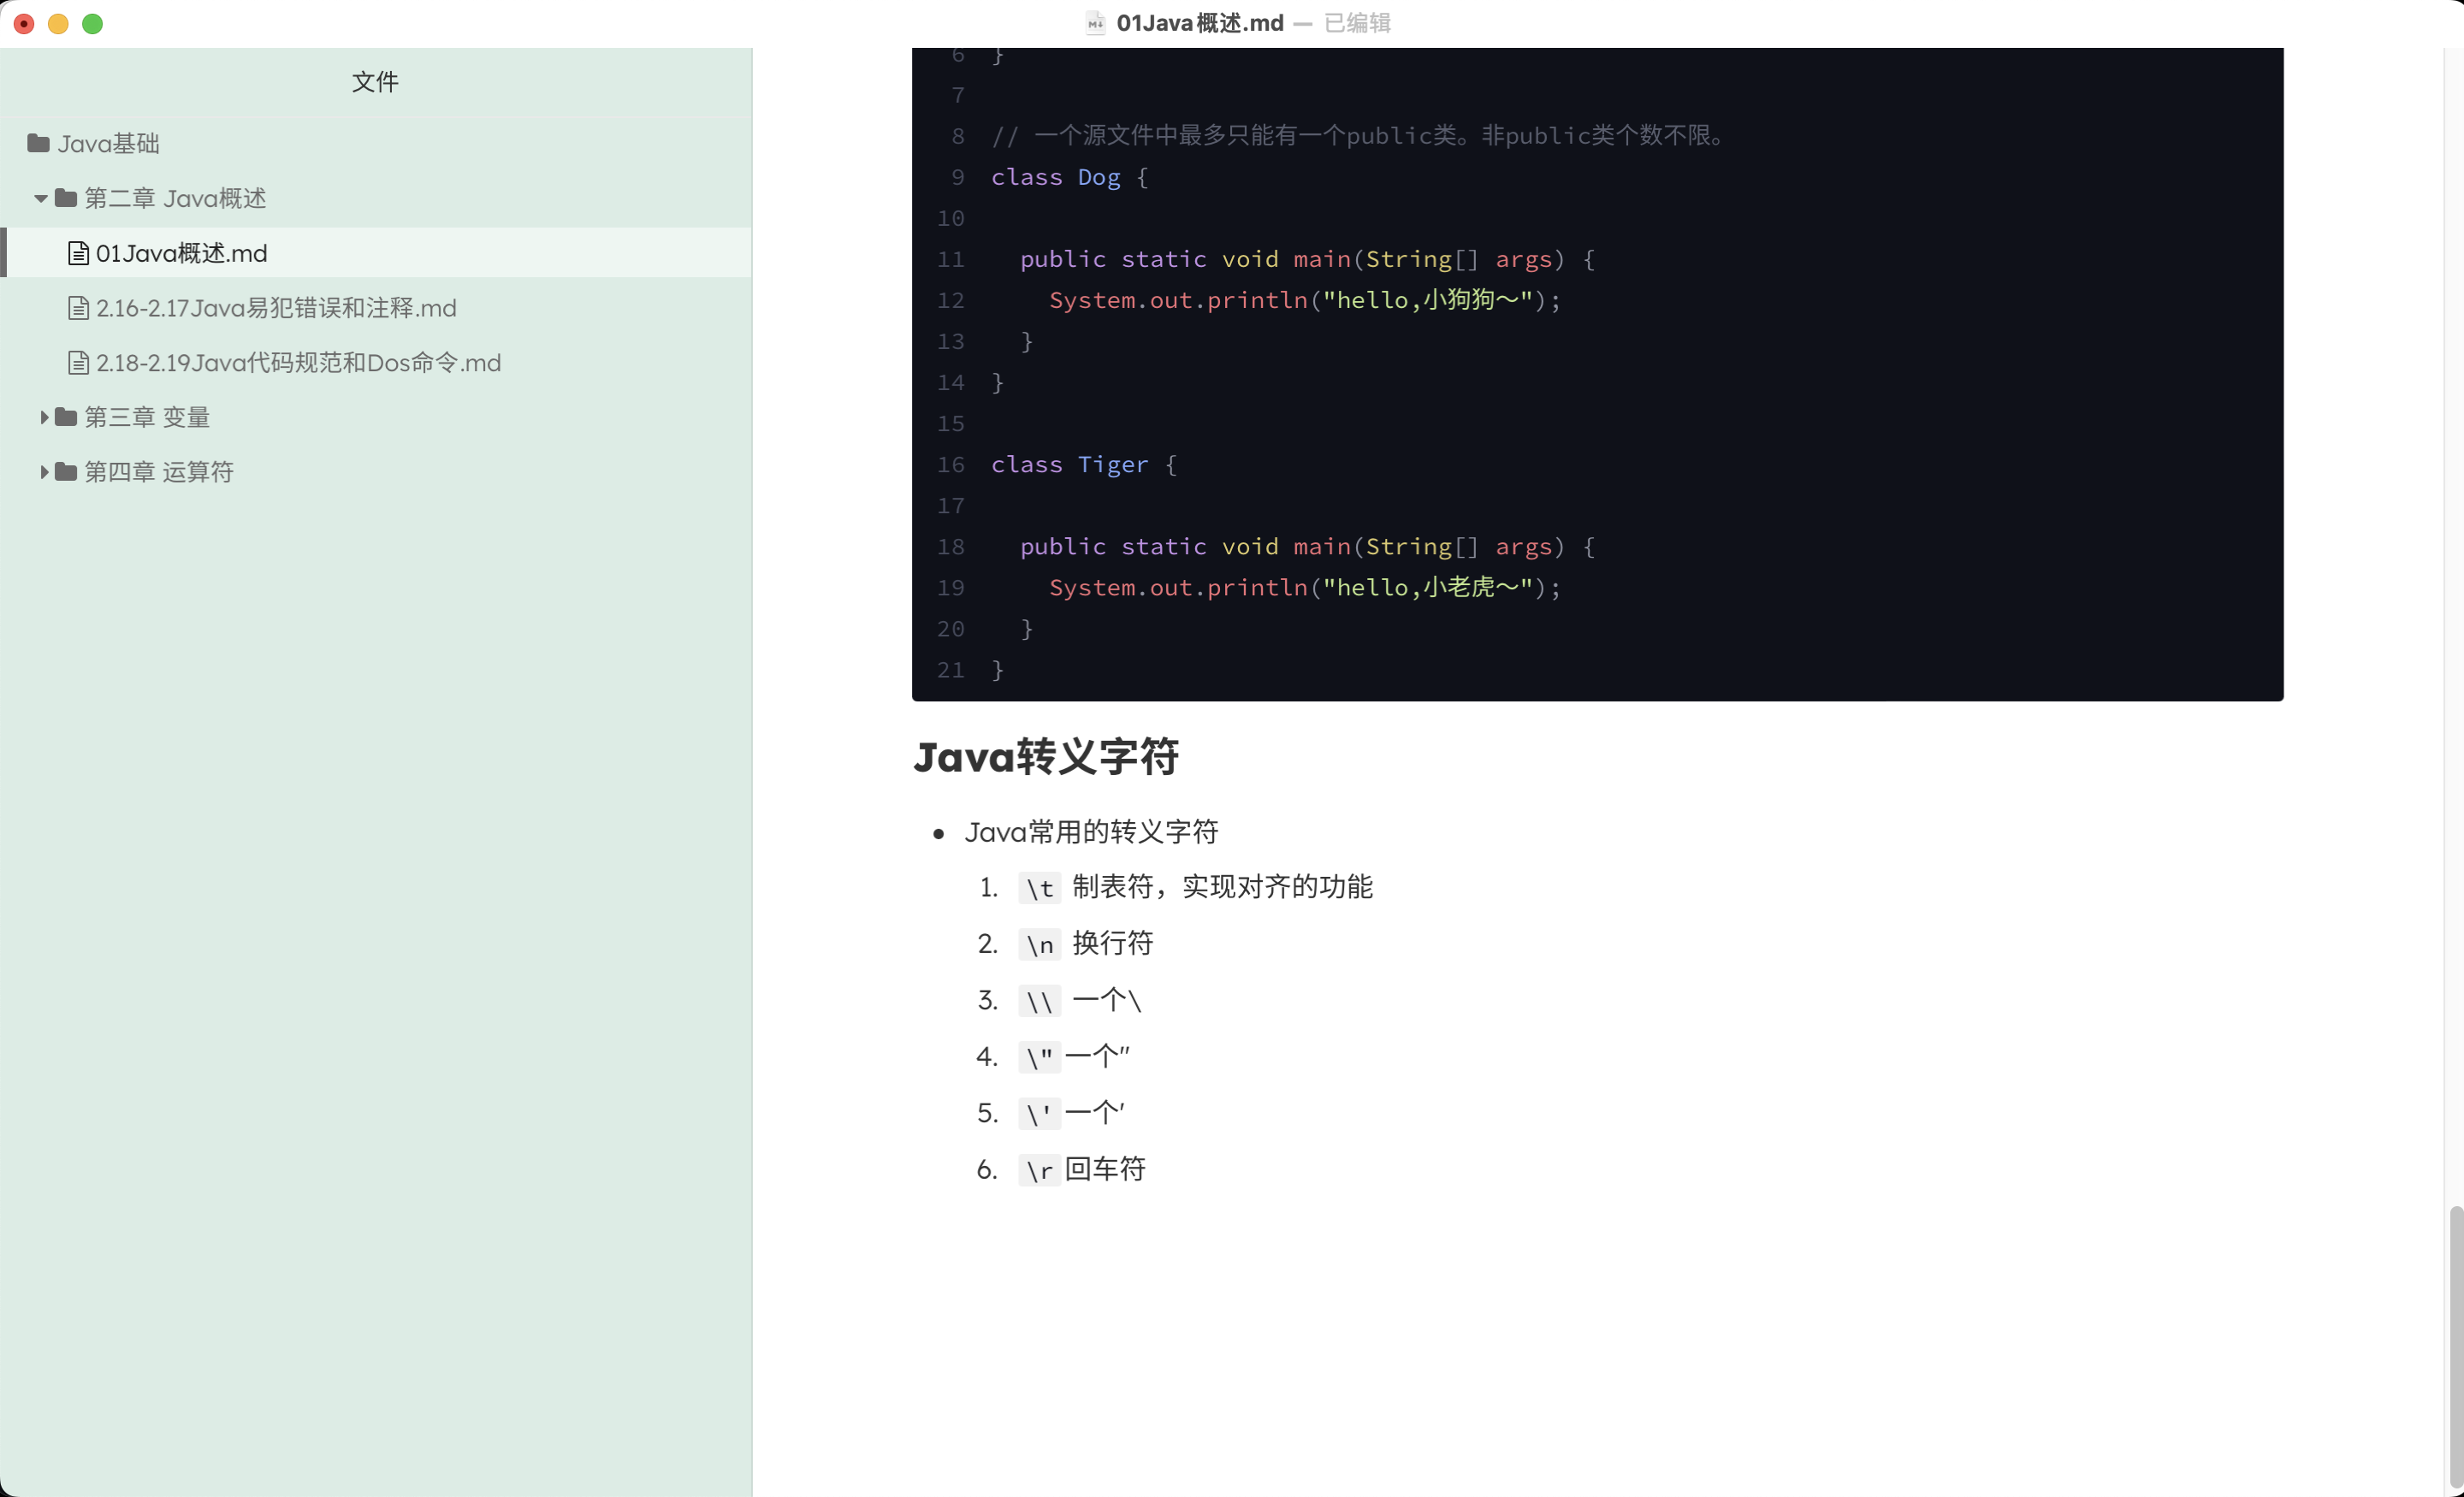 01Java概述.md — 已编辑
文件
Java基础
第二章 Java概述
01Java概述.md
2.16-2.17Java易犯错误和注释.md
2.18-2.19Java代码规范和Dos命令.md
第三章 变量
第四章 运算符
6 }
7
8 // 一个源文件中最多只能有一个public类。非public类个数不限。
9 class Dog {
10
11 public static void main(String[] args) {
12 System.out.println("hello,小狗狗～");
13 }
14 }
15
16 class Tiger {
17
18 public static void main(String[] args) {
19 System.out.println("hello,小老虎～");
20 }
21 }
Java转义字符
• Java常用的转义字符
1. \t 制表符，实现对齐的功能
2. \n 换行符
3. \\ 一个\
4. \" 一个"
5. \' 一个'
6. \r 回车符